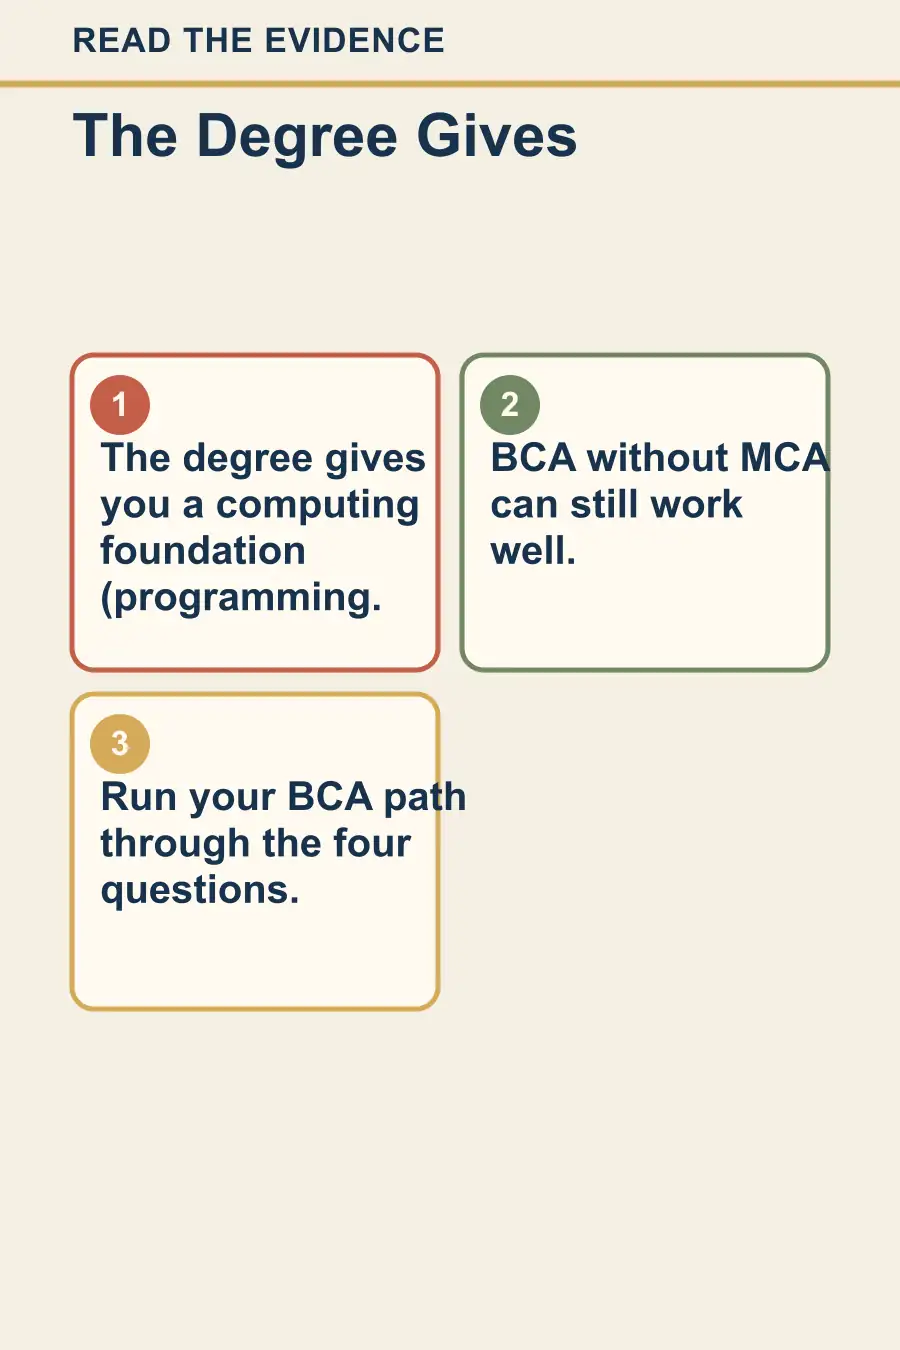 READ THE EVIDENCE
The Degree Gives
1
The degree gives
you a computing
foundation
(programming.
2
BCA without MCA
can still work
well.
3
Run your BCA path
through the four
questions.